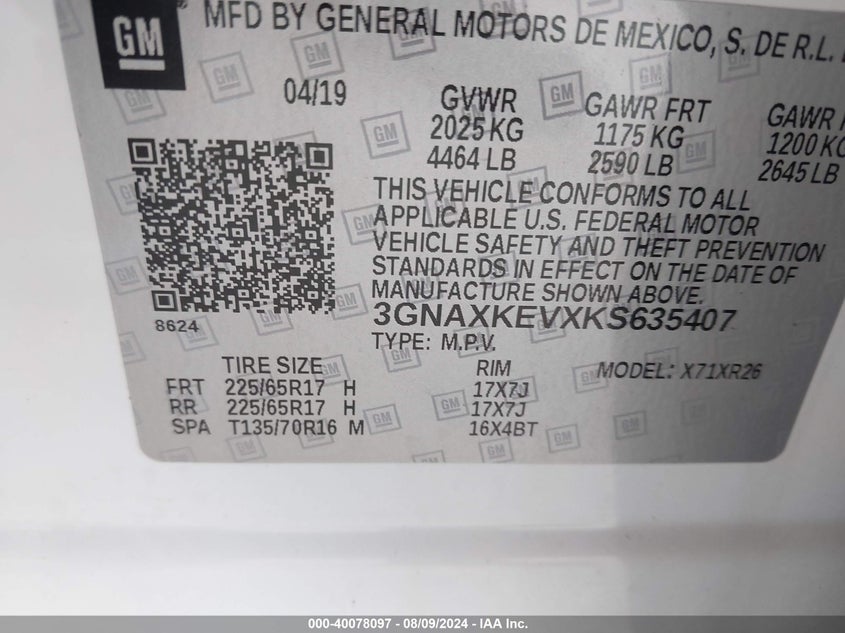 GM
MFD BY GENERAL MOTORS DE MEXICO, S. DE R.L.
04/19
GVWR GAWR FRT GAWR
2025 KG 1175 KG 1200 KG
4464 LB 2590 LB 2645 LB
THIS VEHICLE CONFORMS TO ALL
APPLICABLE U.S. FEDERAL MOTOR
VEHICLE SAFETY AND THEFT PREVENTION
STANDARDS IN EFFECT ON THE DATE OF
MANUFACTURE SHOWN ABOVE.
8624
3GNAXKEVXKS635407
TYPE: M.P.V.
TIRE SIZE RIM MODEL: X71XR26
FRT 225/65R17 H 17X7J
RR 225/65R17 H 17X7J
SPA T135/70R16 M 16X4BT
000-40078097 - 08/09/2024 - IAA Inc.